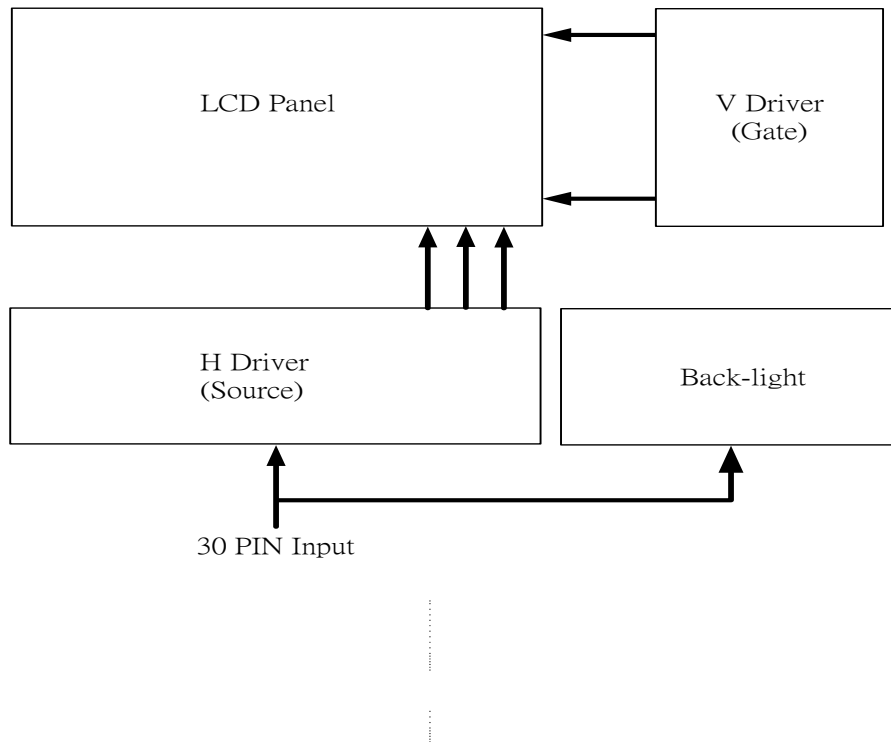 LCD Panel
V Driver
(Gate)
H Driver
(Source)
Back-light
30 PIN Input